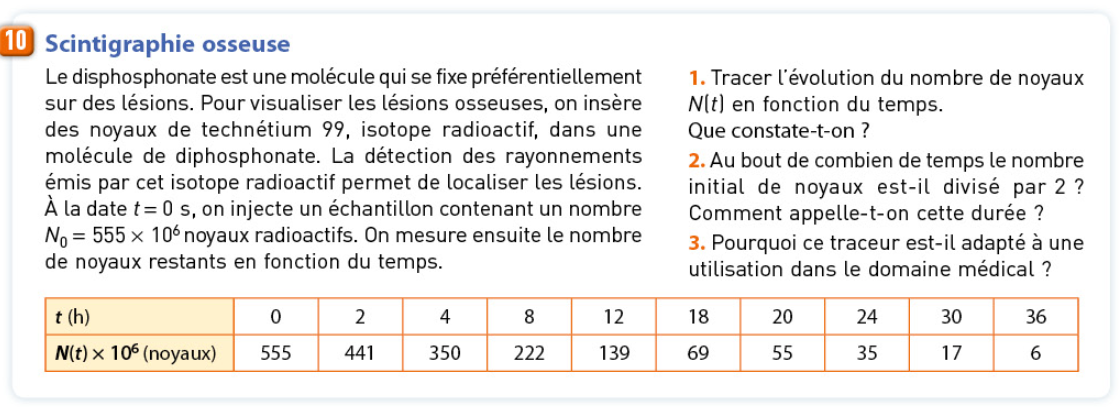 10 Scintigraphie osseuse
Le disphosphonate est une molécule qui se fixe préférentiellement
sur des lésions. Pour visualiser les lésions osseuses, on insère
des noyaux de technétium 99, isotope radioactif, dans une
molécule de diphosphonate. La détection des rayonnements
émis par cet isotope radioactif permet de localiser les lésions.
À la date t = 0 s, on injecte un échantillon contenant un nombre
N₀ = 555 × 10⁶ noyaux radioactifs. On mesure ensuite le nombre
de noyaux restants en fonction du temps.
1. Tracer l'évolution du nombre de noyaux
N(t) en fonction du temps.
Que constate-t-on ?
2. Au bout de combien de temps le nombre
initial de noyaux est-il divisé par 2 ?
Comment appelle-t-on cette durée ?
3. Pourquoi ce traceur est-il adapté à une
utilisation dans le domaine médical ?
t (h) 0 2 4 8 12 18 20 24 30 36
N(t) × 10⁶ (noyaux) 555 441 350 222 139 69 55 35 17 6